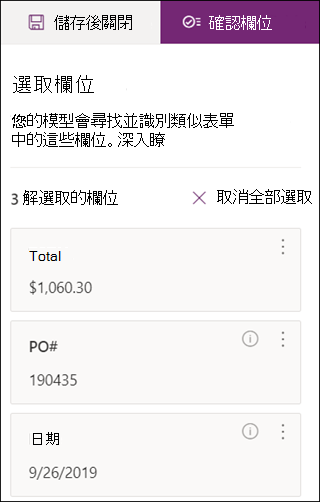 儲存後關閉
確認欄位
選取欄位
您的模型會尋找並識別類似表單
中的這些欄位。深入瞭
3 解選取的欄位
取消全部選取
Total
$1,060.30
PO#
190435
日期
9/26/2019